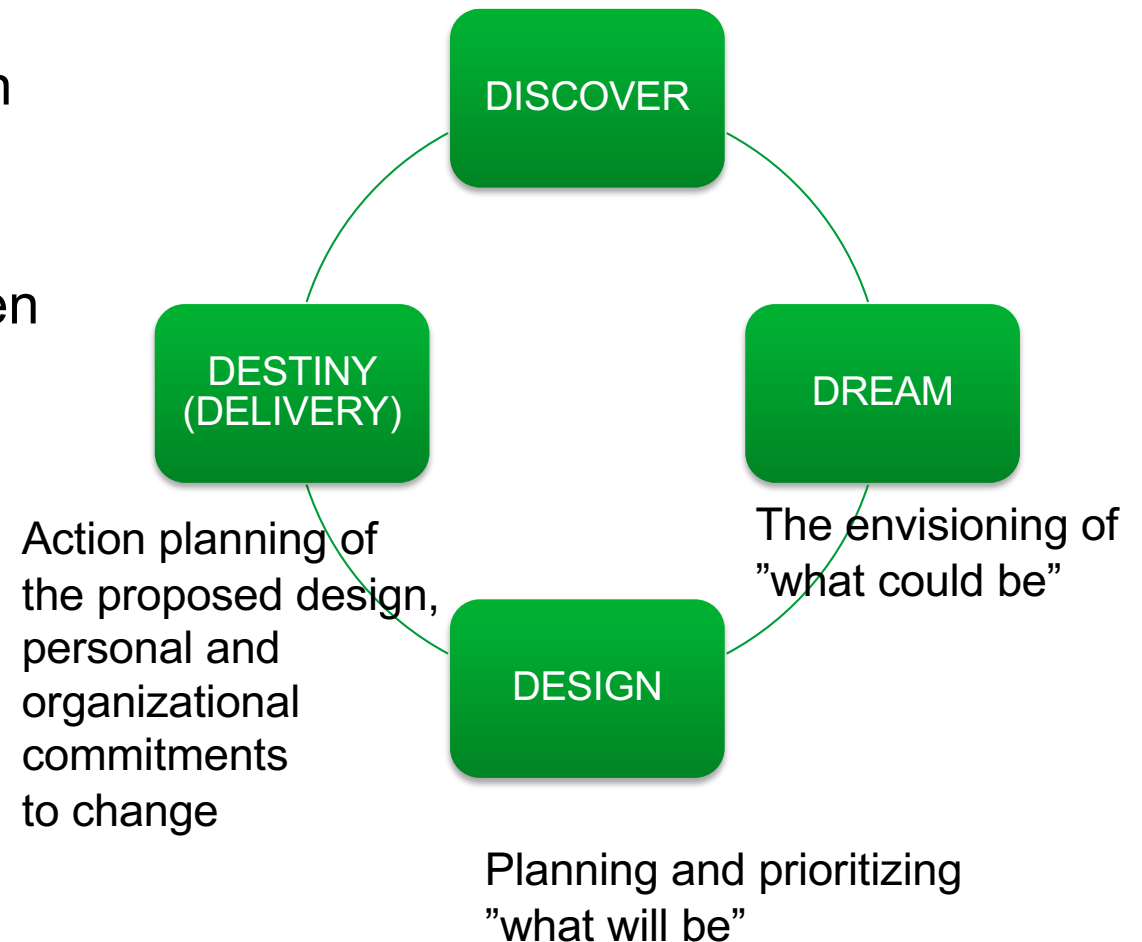 DISCOVER
DESTINY
(DELIVERY)
DREAM
Action planning of
the proposed design,
personal and
organizational
commitments
to change
The envisioning of
”what could be”
DESIGN
Planning and prioritizing
”what will be”